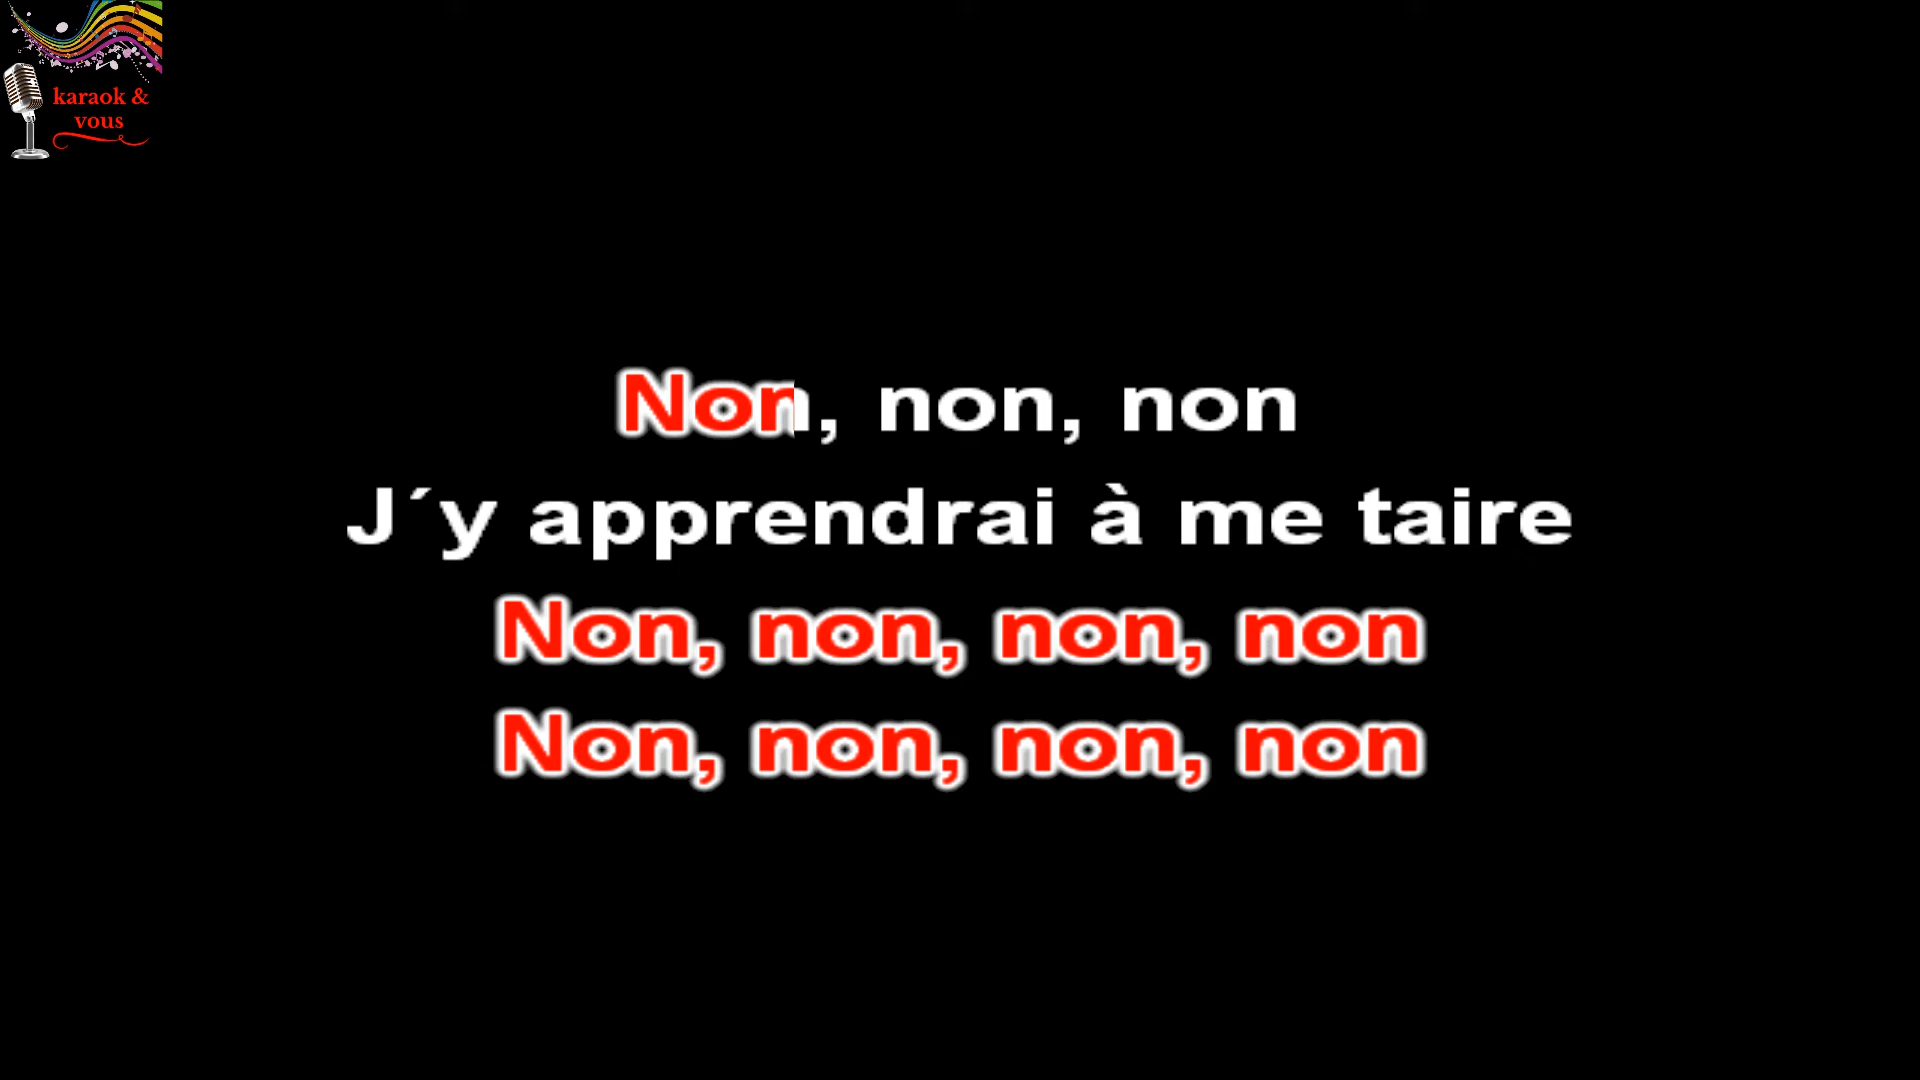 karaok &
vous
Non, non, non
J´y apprendrai à me taire
Non, non, non, non
Non, non, non, non